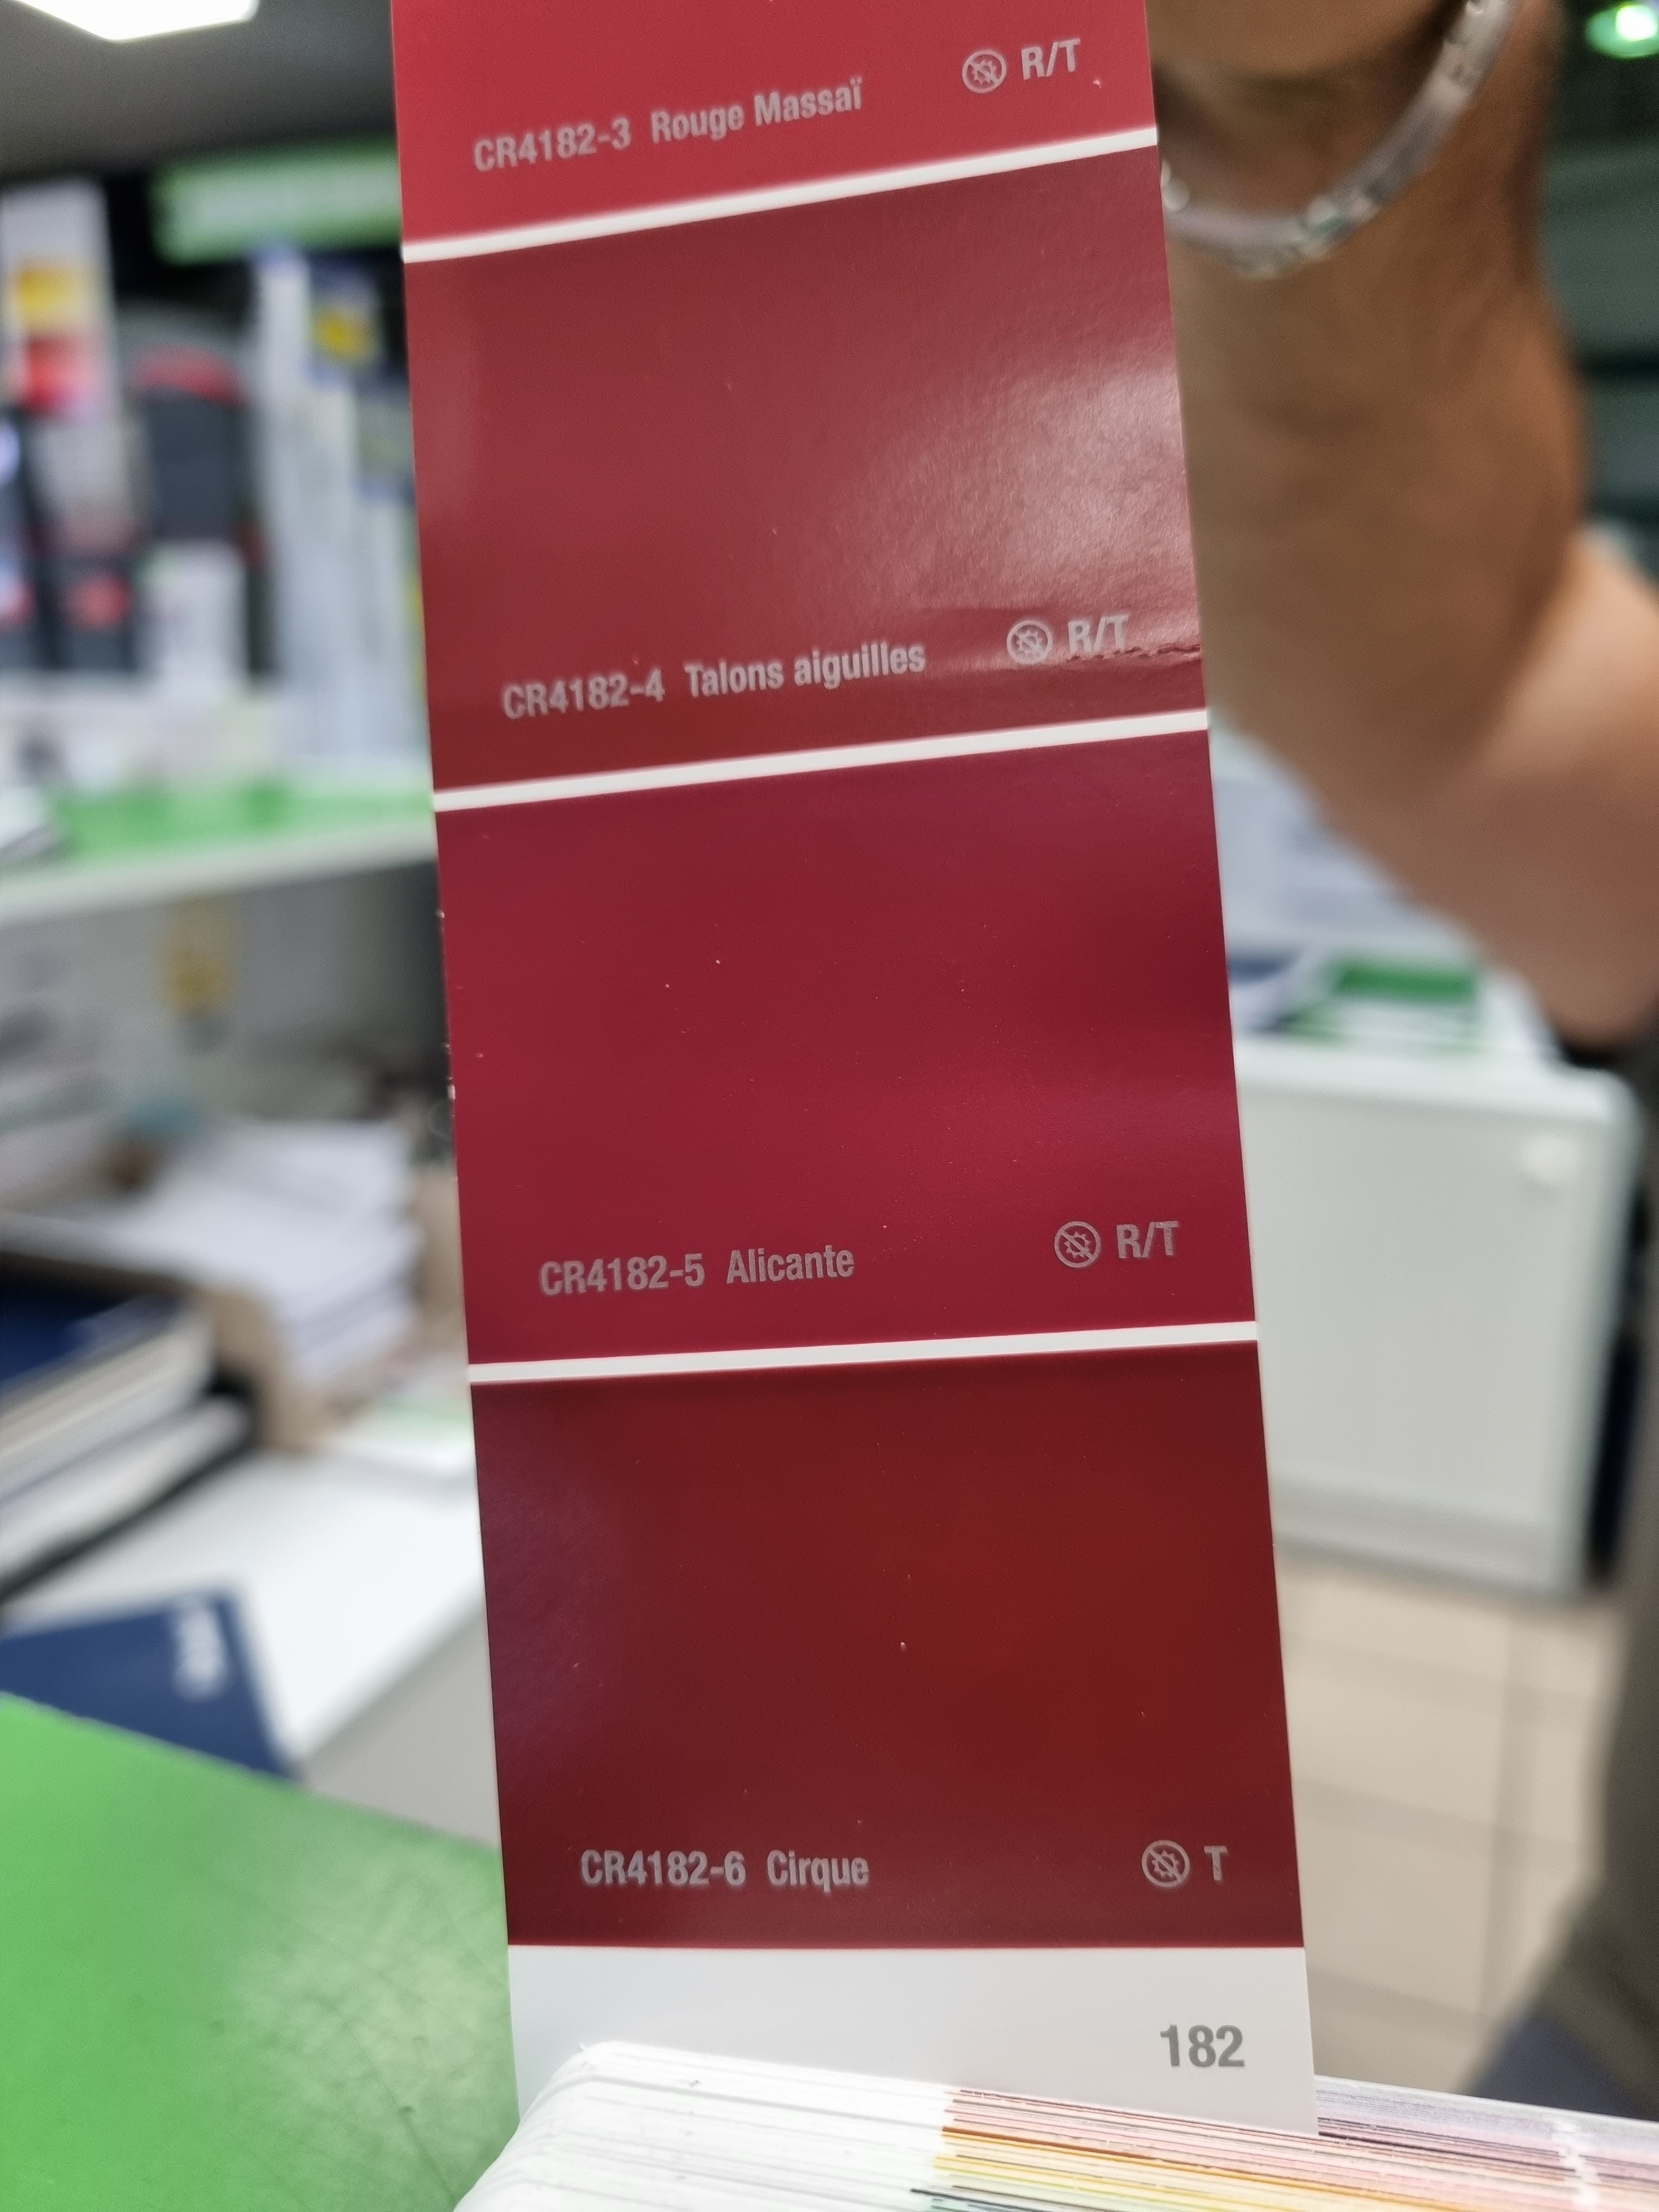 CR4182-3 Rouge Massaï R/T
CR4182-4 Talons aiguilles R/T
CR4182-5 Alicante R/T
CR4182-6 Cirque T
182